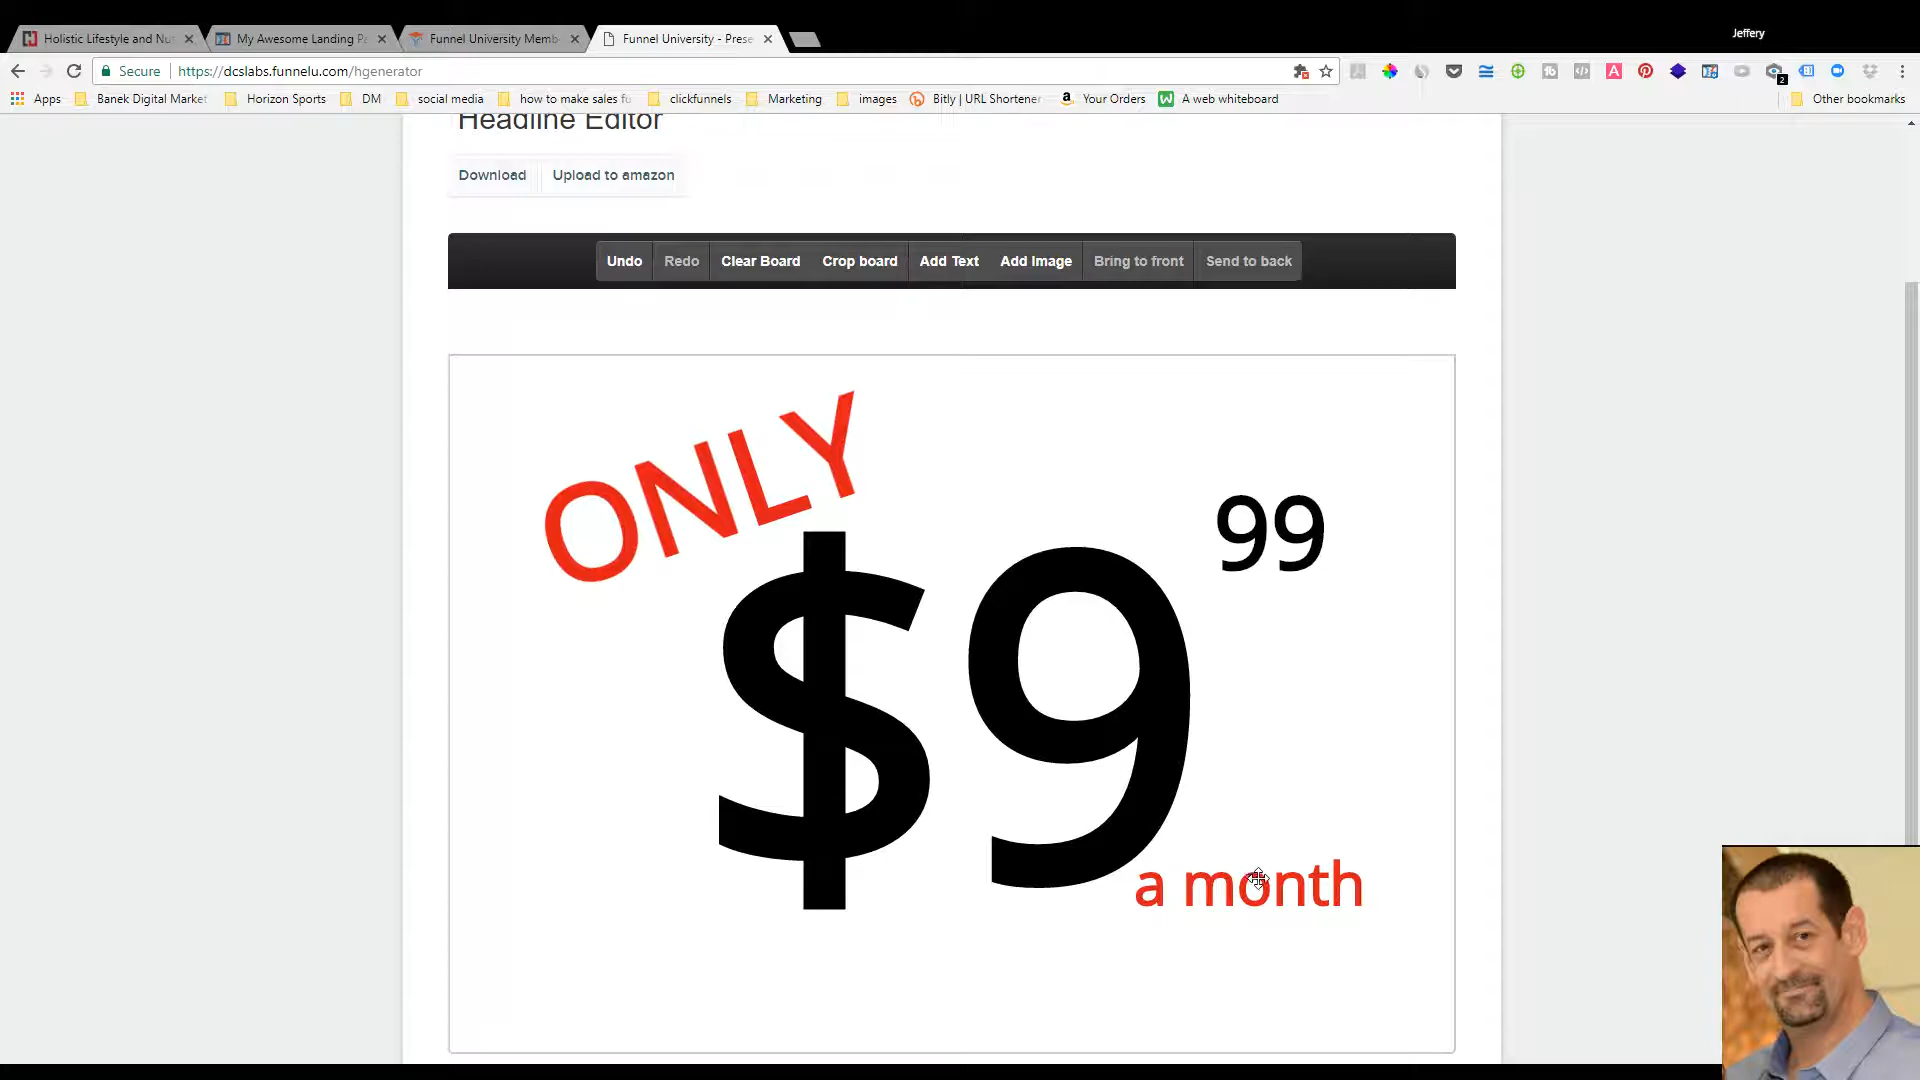 Jeffery
Holistic Lifestyle and Nut
My Awesome Landing Pa
Funnel University Memb
Funnel University - Prese
Secure
https://dcslabs.funnelu.com/hgenerator
2
Apps
Banek Digital Market
Horizon Sports
DM
social media
how to make sales fu
clickfunnels
Marketing
images
Bitly | URL Shortener
Your Orders
A web whiteboard
Other bookmarks
Headline Editor
Download
Upload to amazon
Undo
Redo
Clear Board
Crop board
Add Text
Add Image
Bring to front
Send to back
ONLY
$9
99
a month